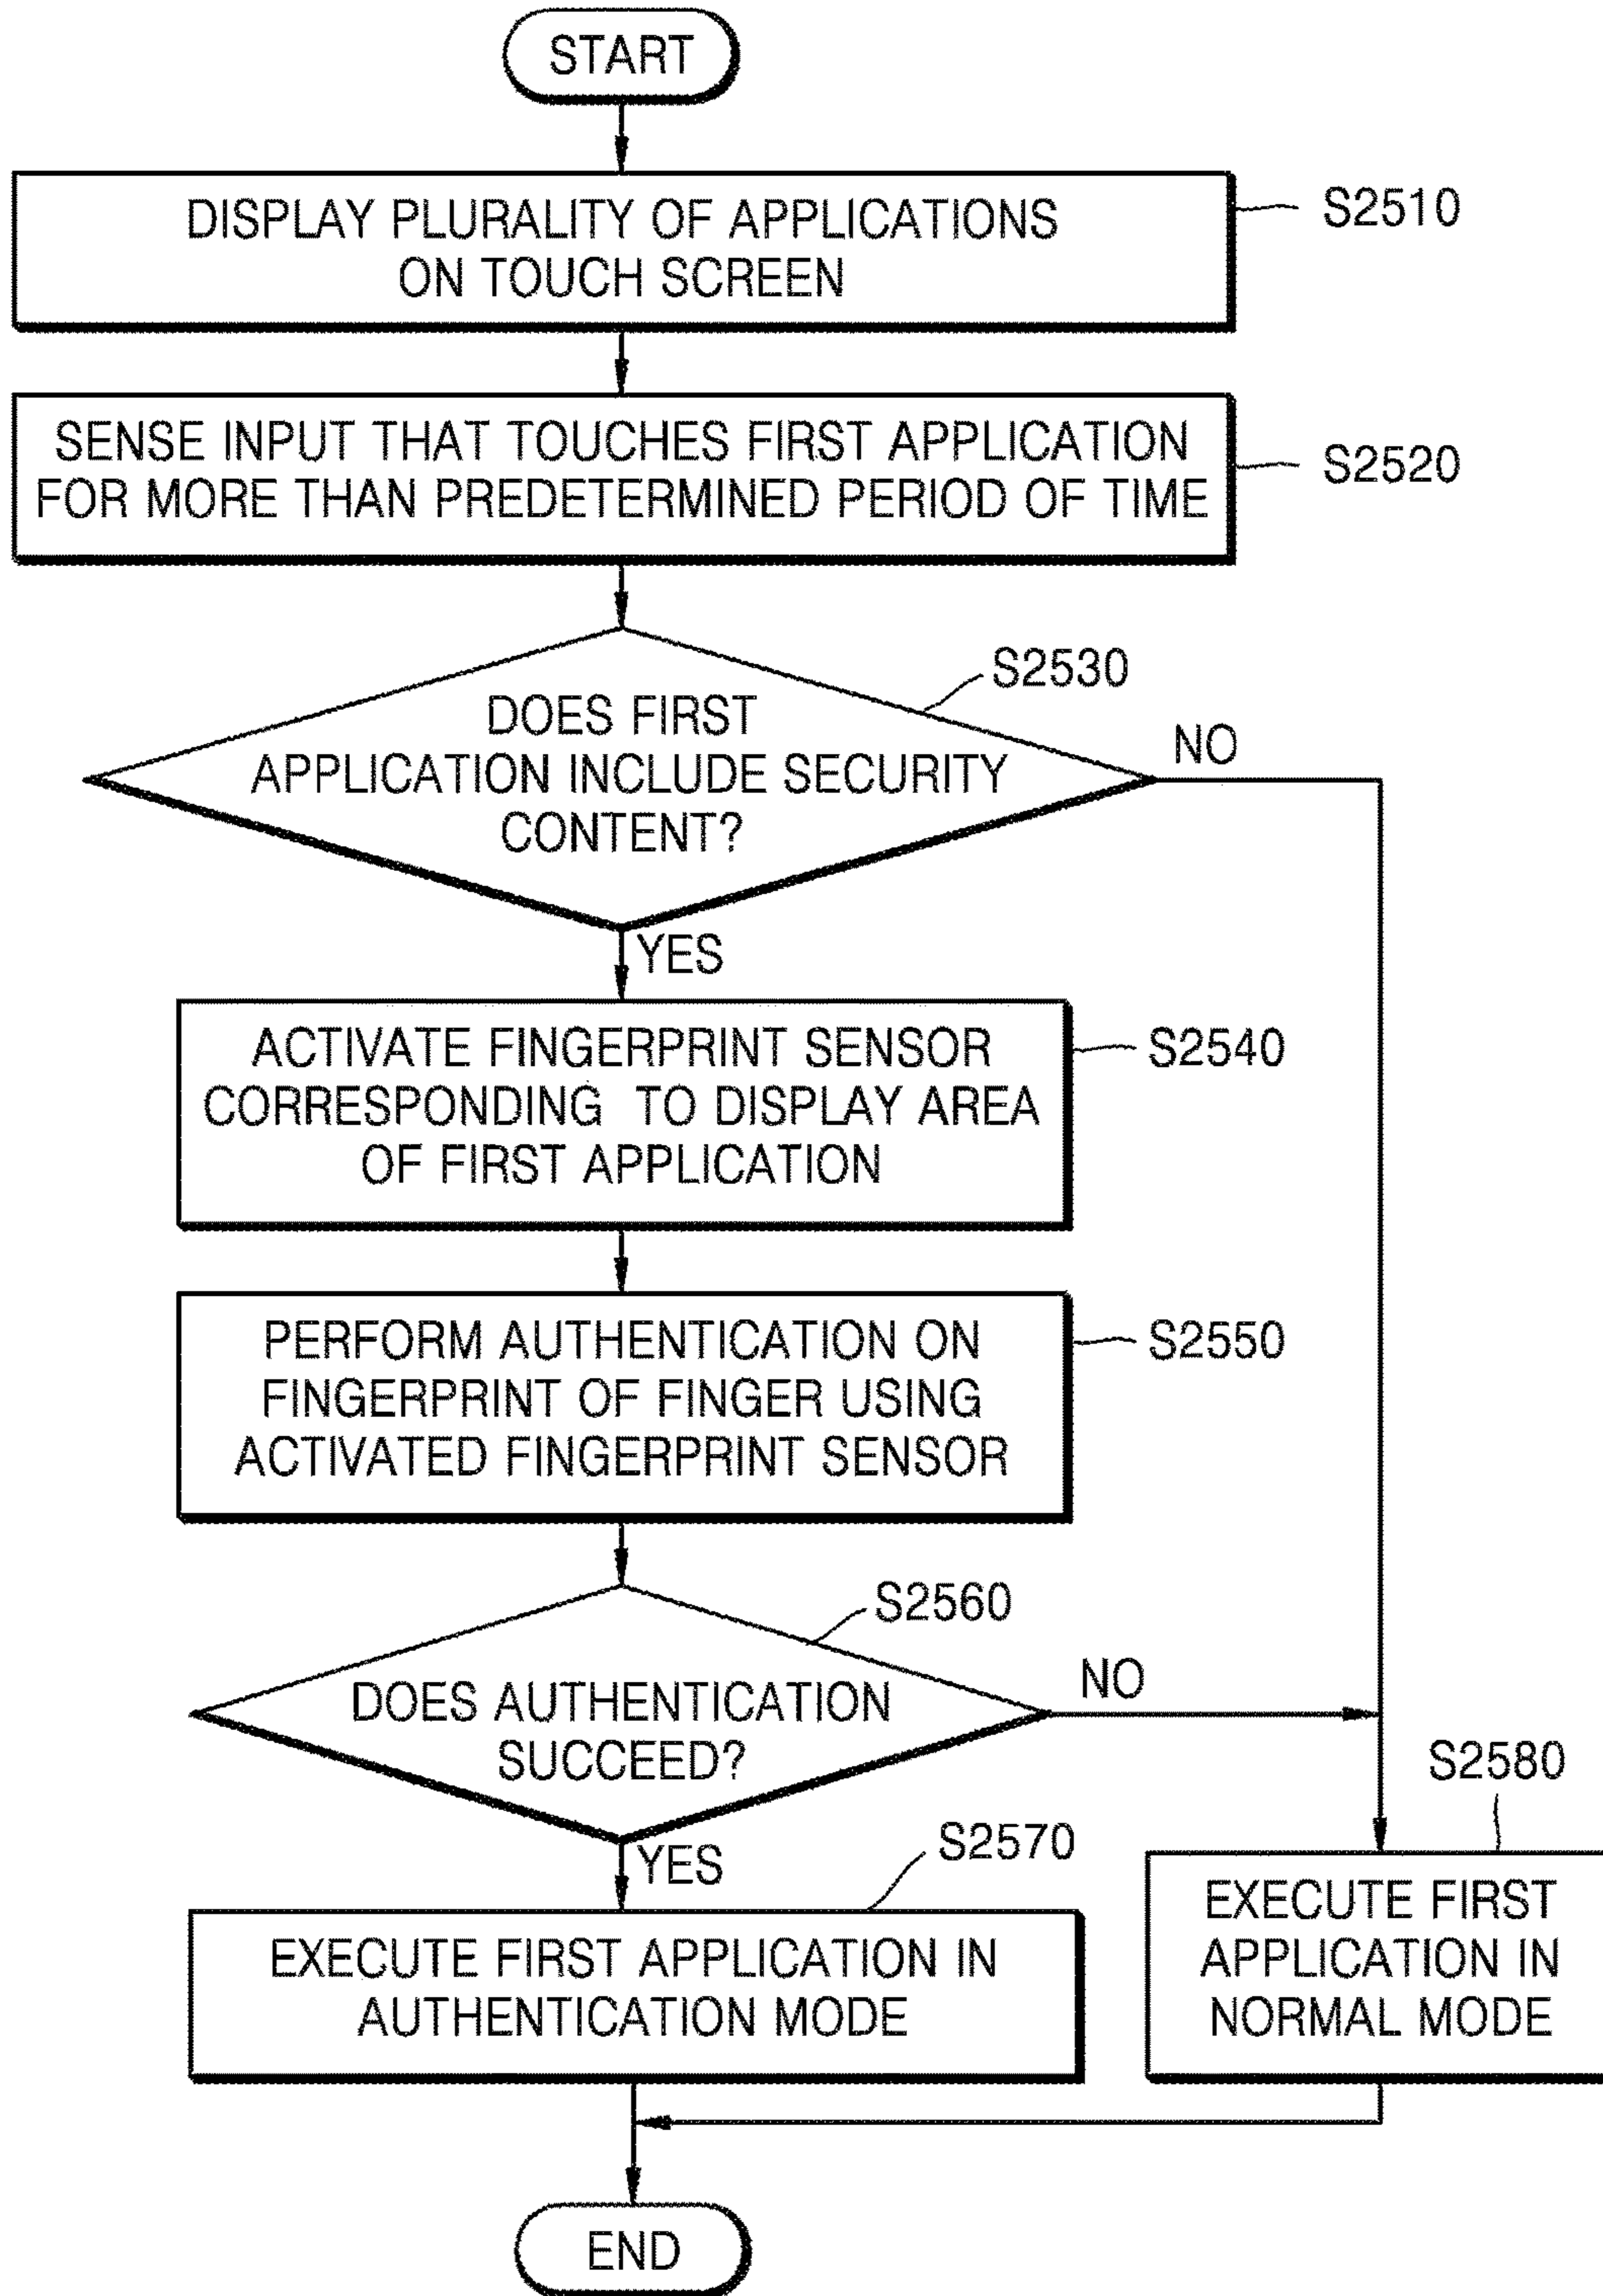 START
DISPLAY PLURALITY OF APPLICATIONS
ON TOUCH SCREEN
S2510
SENSE INPUT THAT TOUCHES FIRST APPLICATION
FOR MORE THAN PREDETERMINED PERIOD OF TIME
S2520
S2530
DOES FIRST
APPLICATION INCLUDE SECURITY
CONTENT?
NO
YES
ACTIVATE FINGERPRINT SENSOR
CORRESPONDING TO DISPLAY AREA
OF FIRST APPLICATION
S2540
PERFORM AUTHENTICATION ON
FINGERPRINT OF FINGER USING
ACTIVATED FINGERPRINT SENSOR
S2550
S2560
DOES AUTHENTICATION
SUCCEED?
NO
YES
S2570
EXECUTE FIRST APPLICATION IN
AUTHENTICATION MODE
S2580
EXECUTE FIRST
APPLICATION IN
NORMAL MODE
END